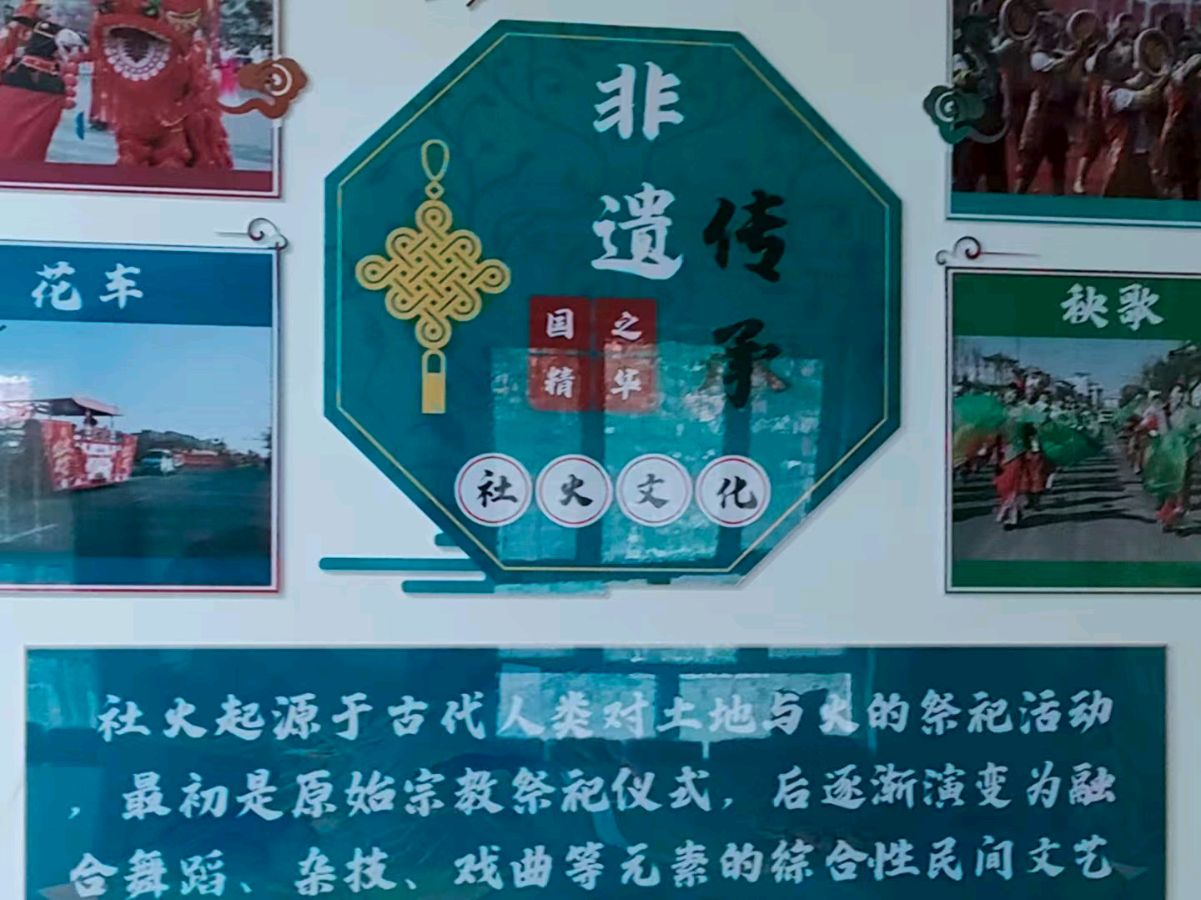 非遗
传承
国之
精华
社火文化
花车
秧歌
社火起源于古代人类对土地与火的祭祀活动
，最初是原始宗教祭祀仪式，后逐渐演变为融
合舞蹈、杂技、戏曲等元素的综合性民间文艺